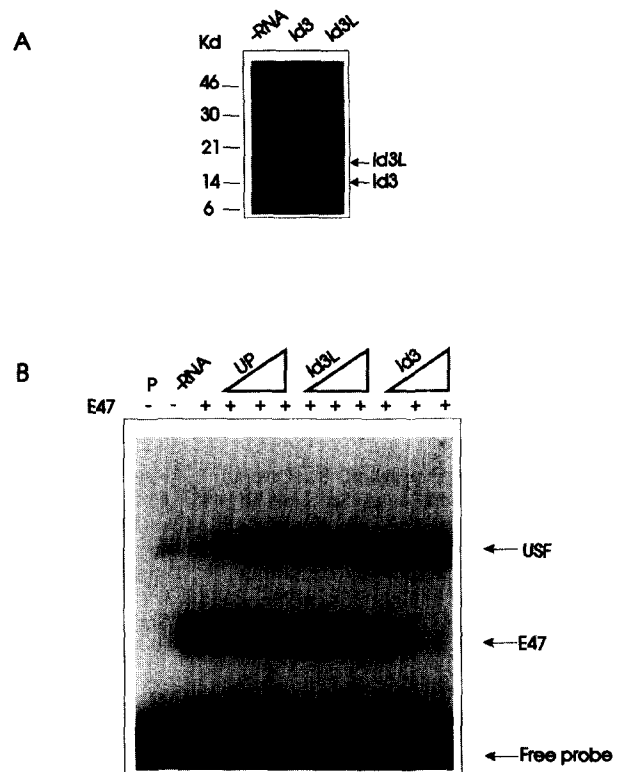 A
Kd -RNA Id3 Id3L
46
30
21
Id3L
14
Id3
6
B
P -RNA UP Id3L Id3
E47 - - + + + + + + + + + +
USF
E47
Free probe